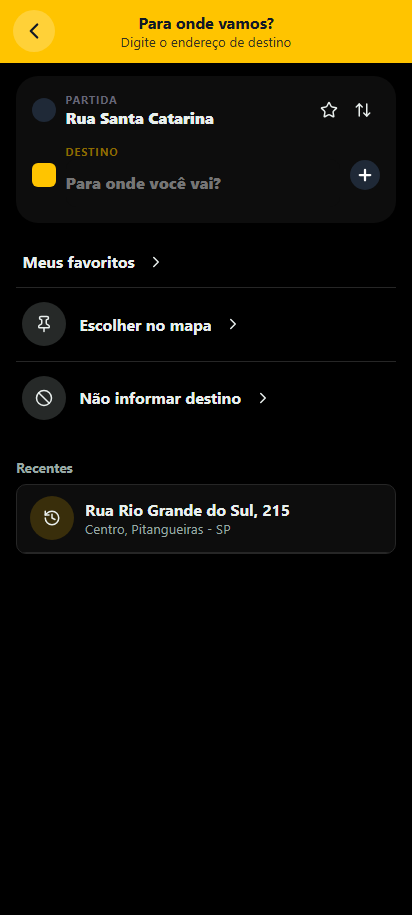 Para onde vamos?
Digite o endereço de destino
PARTIDA
Rua Santa Catarina
DESTINO
Para onde você vai?
Meus favoritos
Escolher no mapa
Não informar destino
Recentes
Rua Rio Grande do Sul, 215
Centro, Pitangueiras - SP